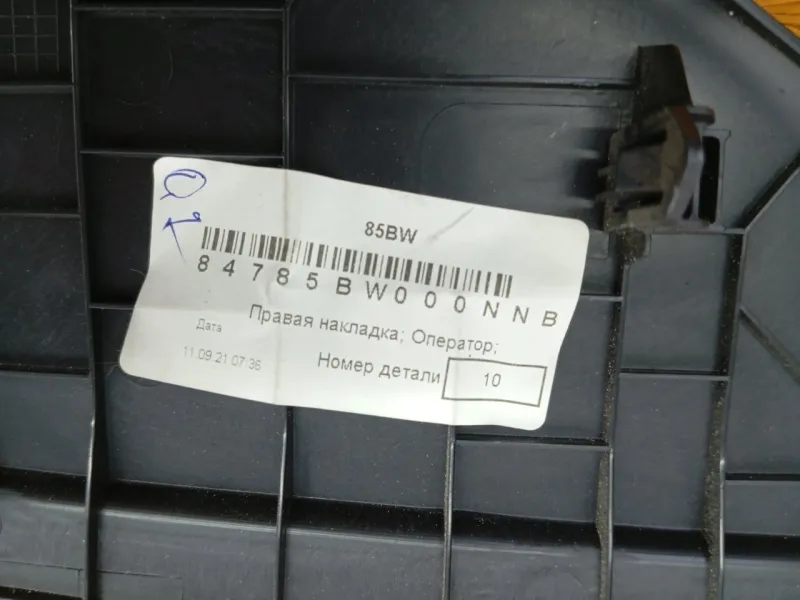 85BW
84785BW000NNB
Правая накладка; Оператор;
Дата
11.09.21 07:36
Номер детали
10